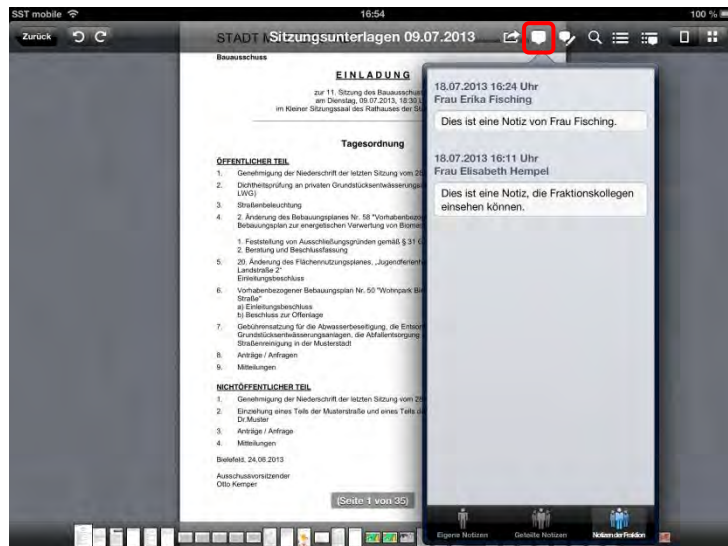 SST mobile 16:54 100 %
Zurück Sitzungsunterlagen 09.07.2013
STADT
Bauausschuss
EINLADUNG
zur 11. Sitzung des Bauausschus
am Dienstag, 09.07.2013, 18:30
im Kleiner Sitzungssaal des Rathauses der
Tagesordnung
ÖFFENTLICHER TEIL
1. Genehmigung der Niederschrift der letzten Sitzung vom
2. Dichtheitsprüfung an privaten Grundstücksentwässerungs
LWG)
3. Straßenbeleuchtung
4. 2. Änderung des Bebauungsplanes Nr. 58 "Vorhabenbezog
Bebauungsplan zur energetischen Verwertung von Biomas
1. Feststellung von Ausschließungsgründen gemäß § 31
2. Beratung und Beschlussfassung
5. 20. Änderung des Flächennutzungsplanes, „Jugendferienh
Landstraße 2"
Einleitungsbeschluss
6. Vorhabenbezogener Bebauungsplan Nr. 50 "Wohnpark
Straße"
a) Einleitungsbeschluss
b) Beschluss zur Offenlage
7. Gebührensatzung für die Abwasserbeseitigung, die Entsor
Grundstücksentwässerungsanlagen, die Abfallentsorgung
Straßenreinigung in der Musterstadt
8. Anträge / Anfragen
9. Mitteilungen
NICHTÖFFENTLICHER TEIL
1. Genehmigung der Niederschrift der letzten Sitzung vom
2. Einziehung eines Teils der Musterstraße und eines Teils
Dr.Muster
3. Anträge / Anfrage
4. Mitteilungen
Bielefeld, 24.06.2013
Ausschussvorsitzender
Otto Kemper
(Seite 1 von 35)
18.07.2013 16:24 Uhr
Frau Erika Fisching
Dies ist eine Notiz von Frau Fisching.
18.07.2013 16:11 Uhr
Frau Elisabeth Hempel
Dies ist eine Notiz, die Fraktionskollegen
einsehen können.
Eigene Notizen Geteilte Notizen Notizen der Fraktion